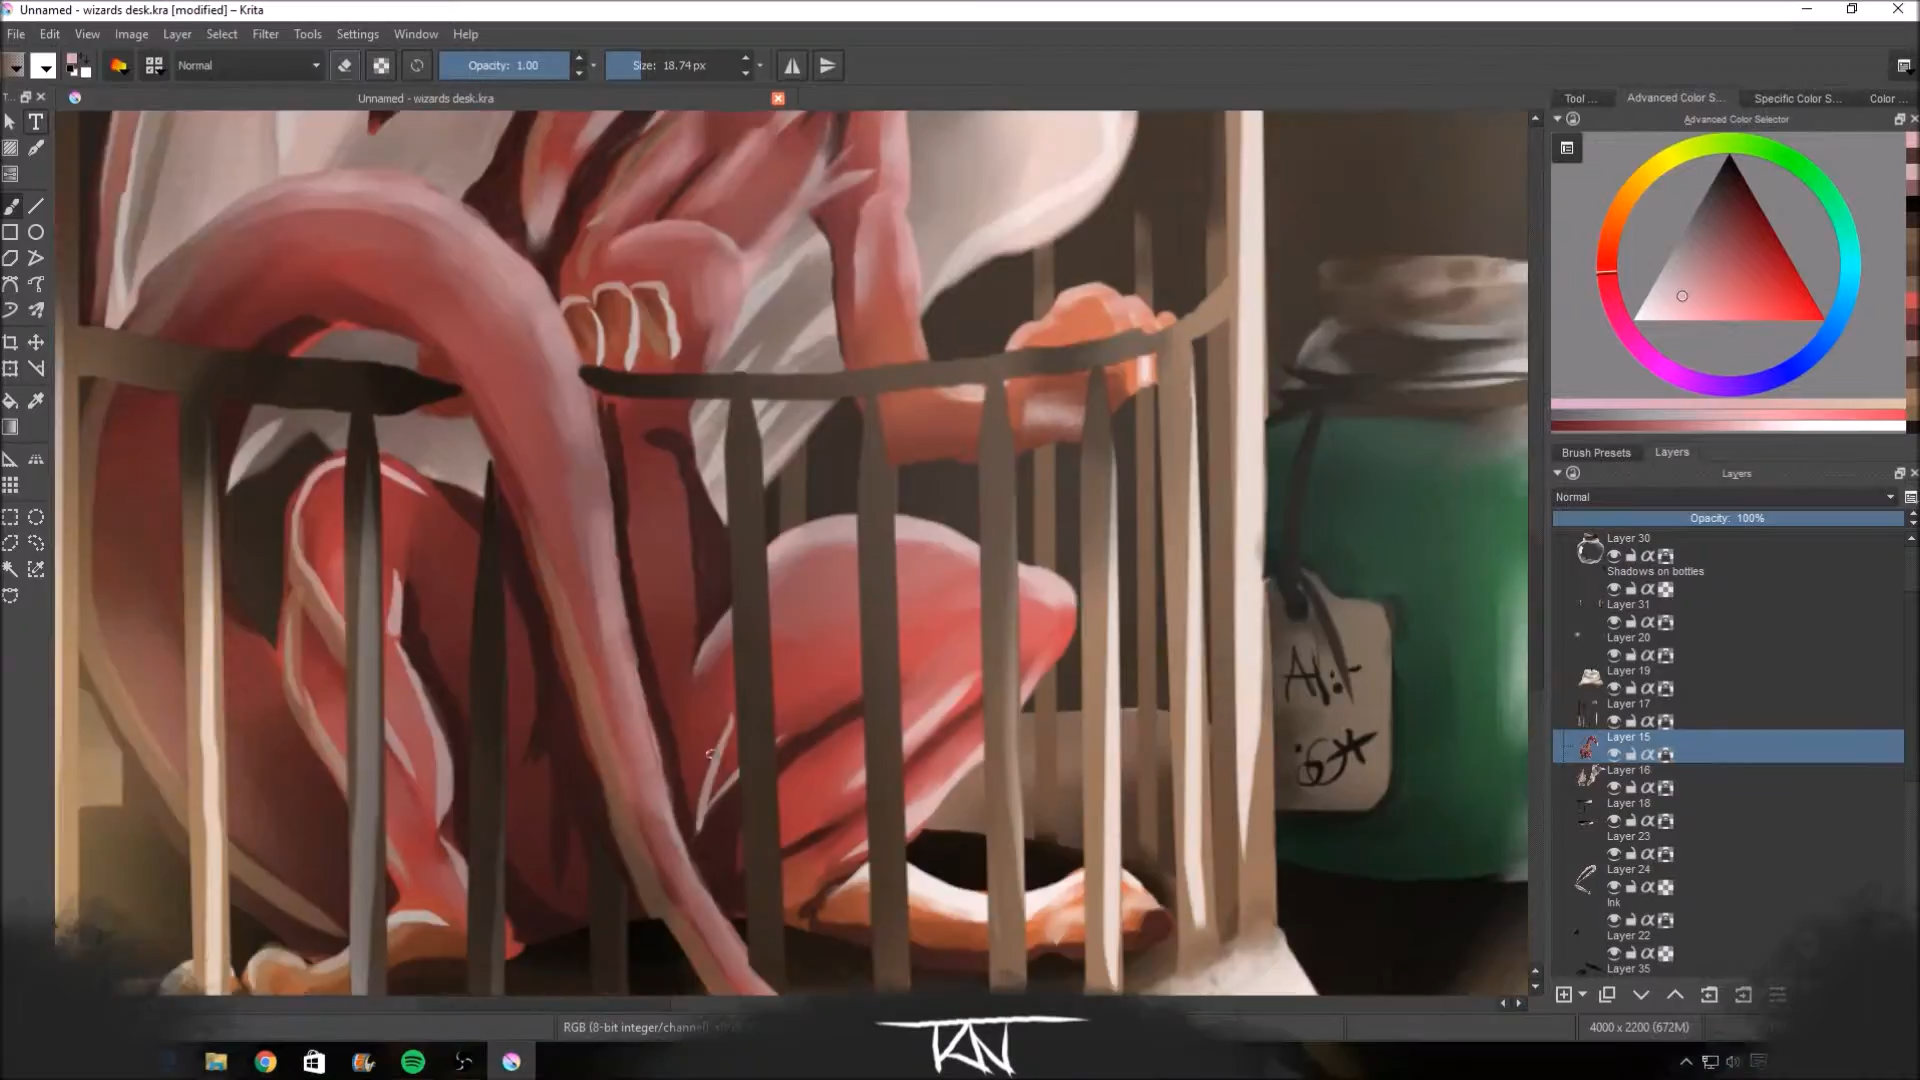 Unnamed - wizards desk.kra [modified] – Krita
File Edit View Image Layer Select Filter Tools Settings Window Help
Normal Opacity: 1.00 Size: 18.74 px
T... Unnamed - wizards desk.kra
Tool ... Advanced Color S... Specific Color S... Color ...
Advanced Color Selector
Brush Presets Layers
Layers
Normal
Opacity: 100%
Layer 30
Shadows on bottles
Layer 31
Layer 20
Layer 19
Layer 17
Layer 15
Layer 16
Layer 18
Layer 23
Layer 24
Ink
Layer 22
Layer 35
RGB (8-bit integer/channel)
4000 x 2200 (672M)
KN